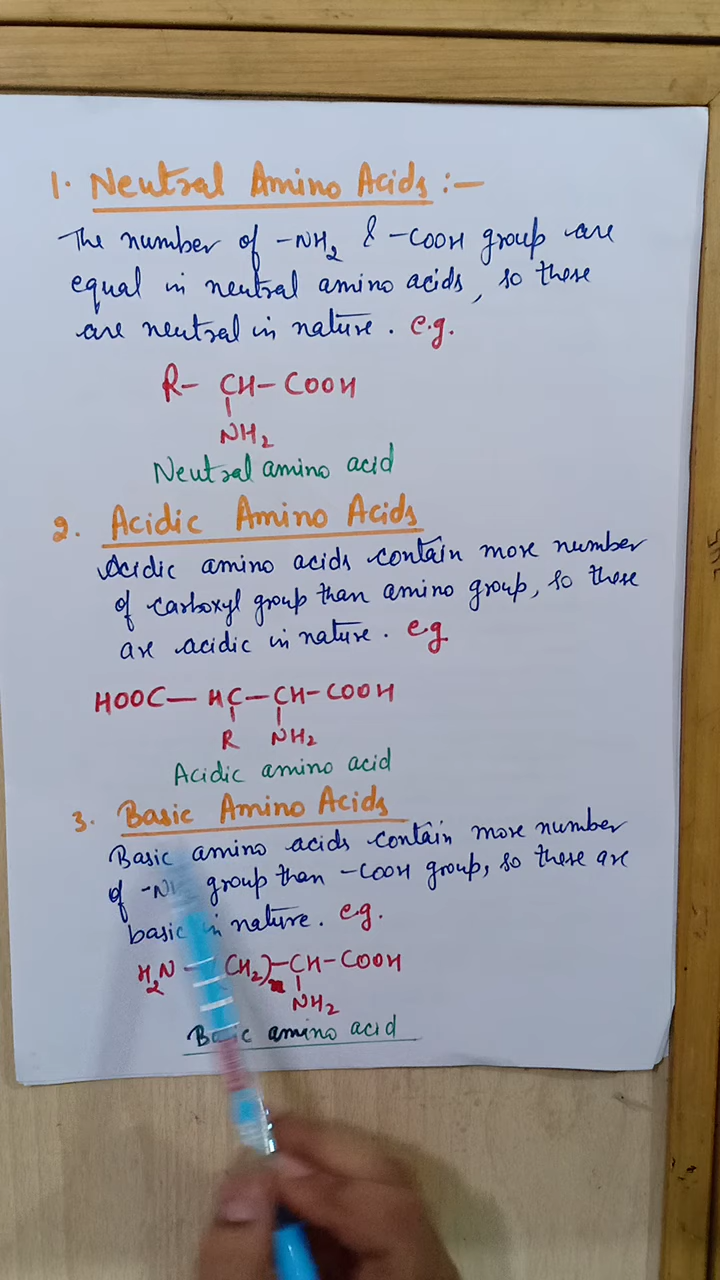 1. Neutral Amino Acids :-
The number of -NH₂ & -COOH group are
equal in neutral amino acids, so these
are neutral in nature. e.g.
R- CH-COOH
NH₂
Neutral amino acid
2. Acidic Amino Acids
Acidic amino acids contain more number
of carboxyl group than amino group, so these
are acidic in nature. e.g
HOOC- HC-CH-COOH
R NH₂
Acidic amino acid
3. Basic Amino Acids
Basic amino acids contain more number
of group than -COOH group, so there are
basic in nature. e.g.
H₂N - (CH₂)n-CH-COOH
NH₂
Basic amino acid